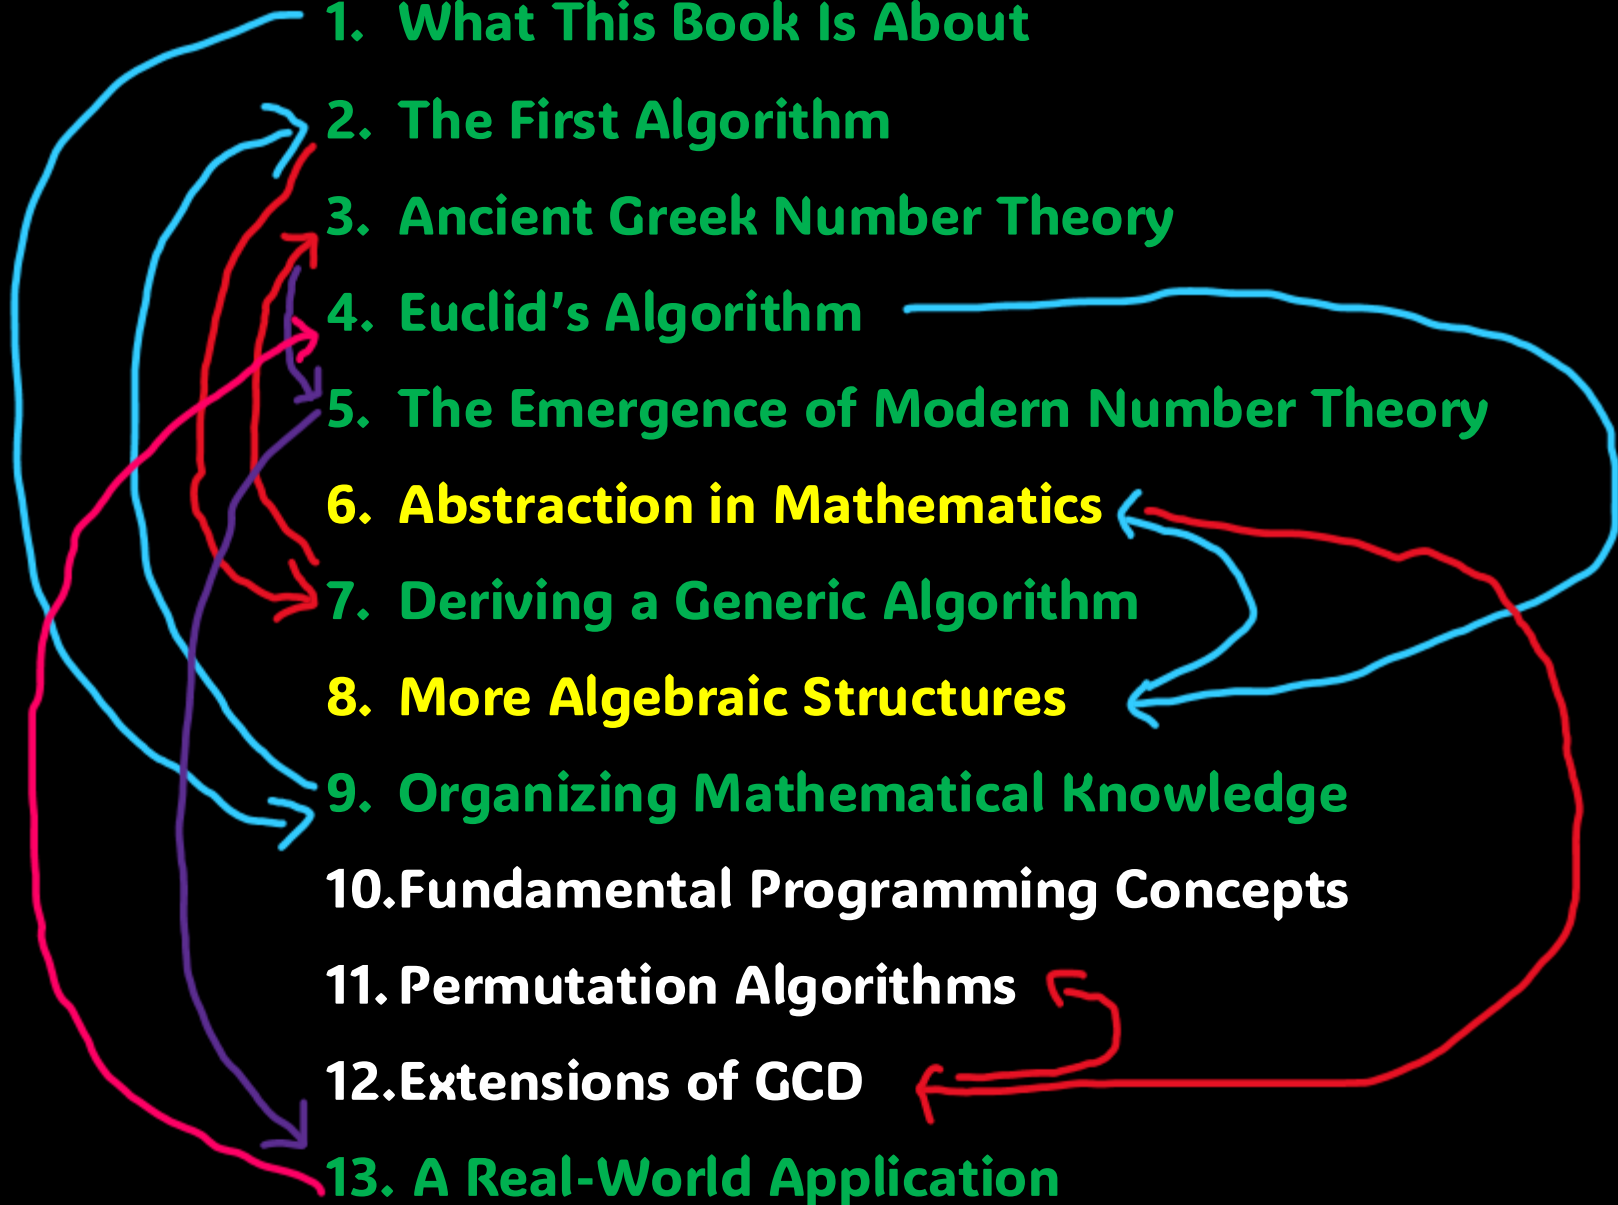 1. What This Book Is About
2. The First Algorithm
3. Ancient Greek Number Theory
4. Euclid’s Algorithm
5. The Emergence of Modern Number Theory
6. Abstraction in Mathematics
7. Deriving a Generic Algorithm
8. More Algebraic Structures
9. Organizing Mathematical Knowledge
10.Fundamental Programming Concepts
11. Permutation Algorithms
12.Extensions of GCD
13. A Real-World Application